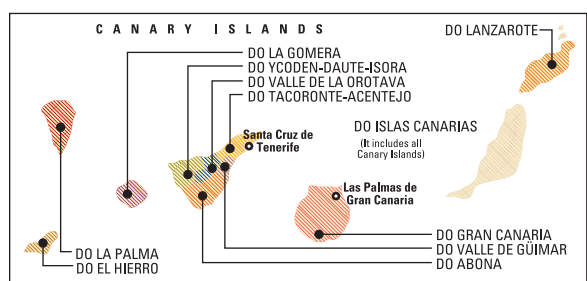 CANARY ISLANDS
DO LANZAROTE
DO LA GOMERA
DO YCODEN-DAUTE-ISORA
DO VALLE DE LA OROTAVA
DO TACORONTE-ACENTEJO
Santa Cruz de
Tenerife
DO ISLAS CANARIAS
(It includes all
Canary Islands)
Las Palmas de
Gran Canaria
DO GRAN CANARIA
DO VALLE DE GÜIMAR
DO ABONA
DO LA PALMA
DO EL HIERRO